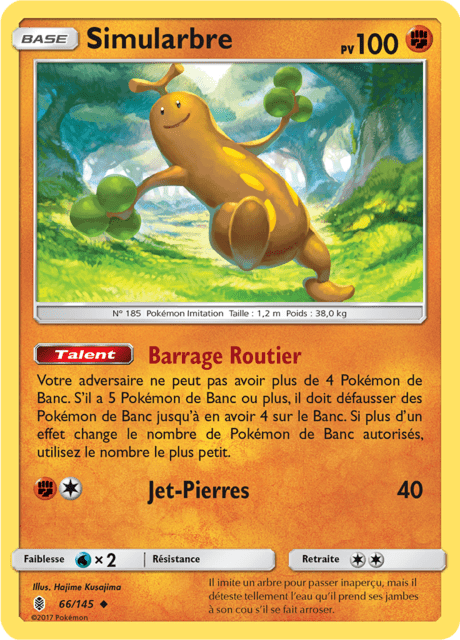 BASE Simularbre PV 100
N° 185 Pokémon Imitation Taille : 1,2 m Poids : 38,0 kg
Talent Barrage Routier
Votre adversaire ne peut pas avoir plus de 4 Pokémon de
Banc. S'il a 5 Pokémon de Banc ou plus, il doit défausser des
Pokémon de Banc jusqu'à en avoir 4 sur le Banc. Si plus d'un
effet change le nombre de Pokémon de Banc autorisés,
utilisez le nombre le plus petit.
Jet-Pierres 40
Faiblesse × 2 Résistance Retraite
Illus. Hajime Kusajima
66/145
©2017 Pokémon
Il imite un arbre pour passer inaperçu, mais il
déteste tellement l'eau qu'il prend ses jambes
à son cou s'il se fait arroser.